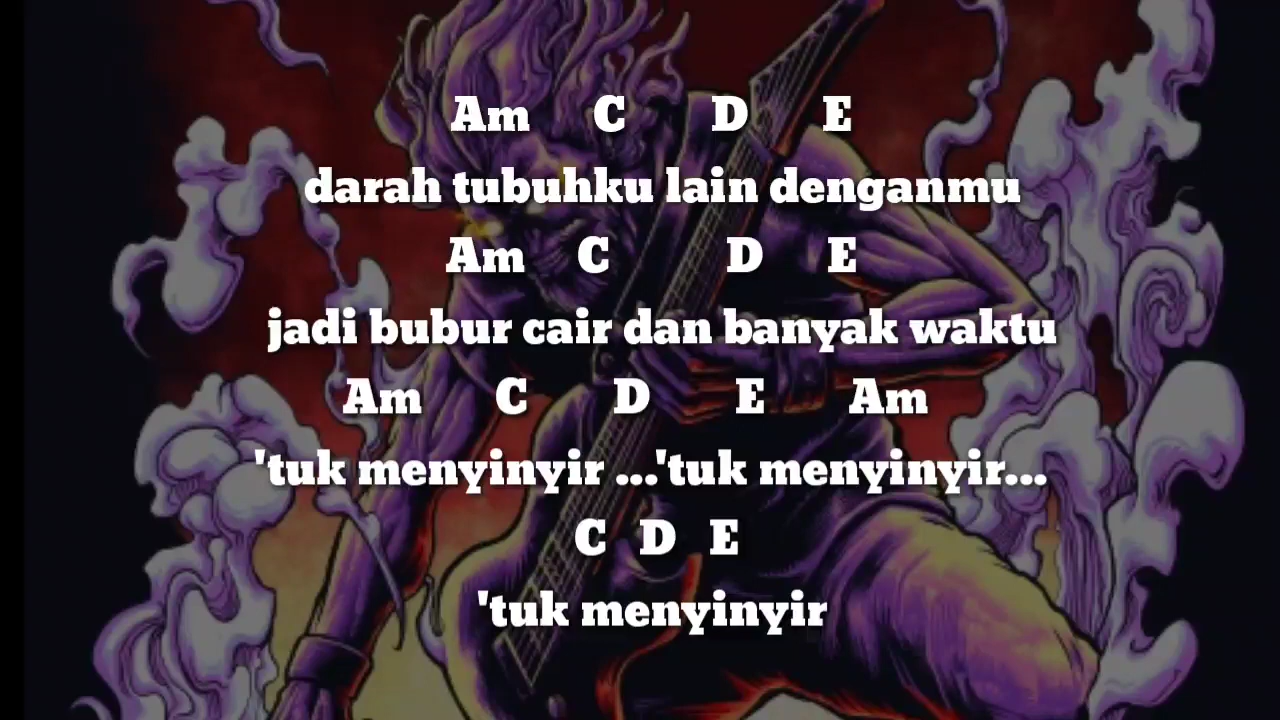 Am C D E
darah tubuhku lain denganmu
Am C D E
jadi bubur cair dan banyak waktu
Am C D E Am
'tuk menyinyir ...'tuk menyinyir...
C D E
'tuk menyinyir